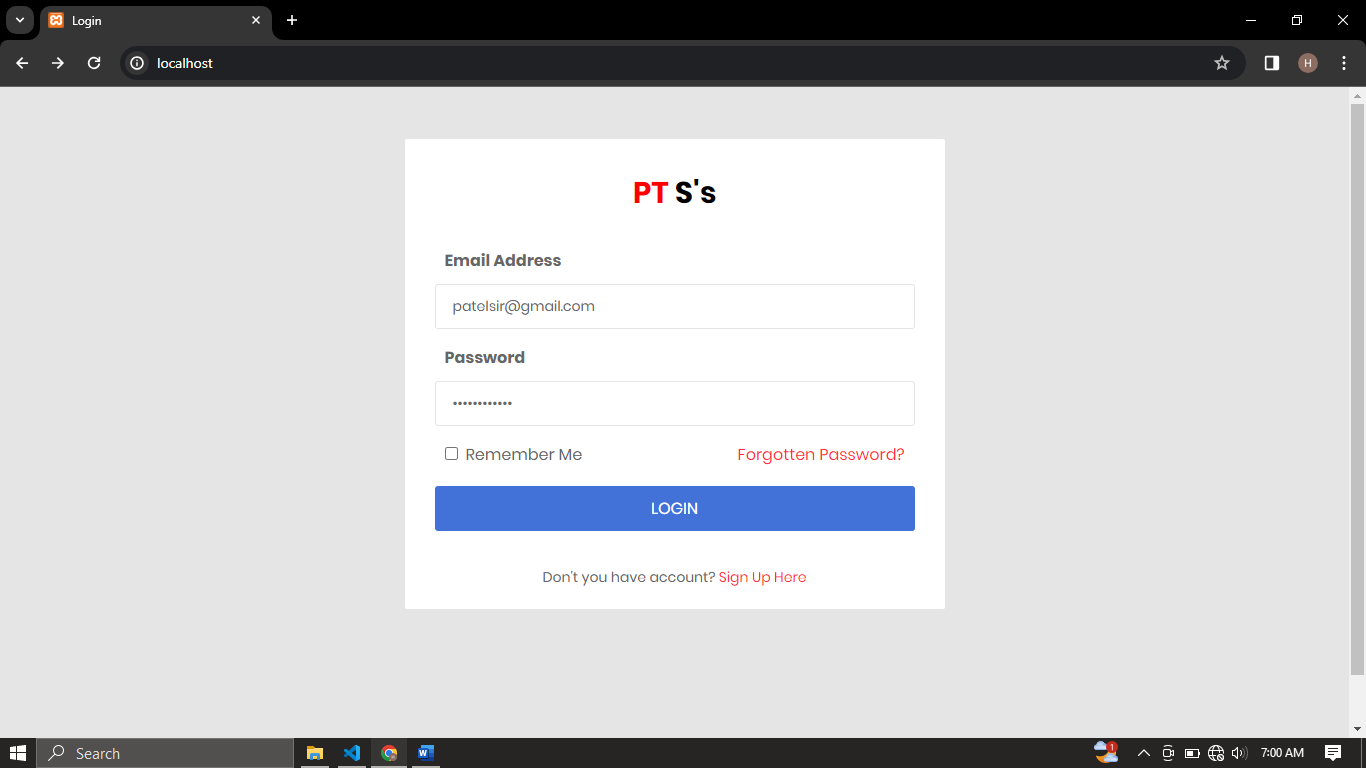 Login
localhost
H
PT S's
Email Address
patelsir@gmail.com
Password
••••••••••••
Remember Me
Forgotten Password?
LOGIN
Don't you have account? Sign Up Here
Search
1
7:00 AM